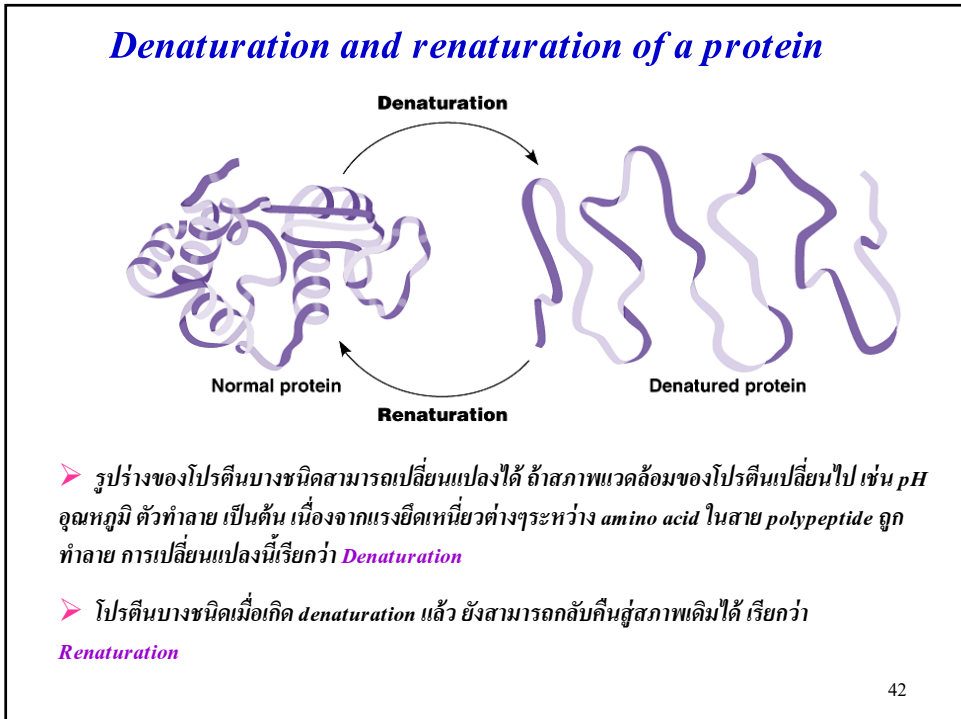 Denaturation and renaturation of a protein
Denaturation
Normal protein
Denatured protein
Renaturation
รูปร่างของโปรตีนบางชนิดสามารถเปลี่ยนแปลงได้ ถ้าสภาพแวดล้อมของโปรตีนเปลี่ยนไป เช่น pH
อุณหภูมิ ตัวทำลาย เป็นต้น เนื่องจากแรงยึดเหนี่ยวต่างๆระหว่าง amino acid ในสาย polypeptide ถูก
ทำลาย การเปลี่ยนแปลงนี้เรียกว่า Denaturation
โปรตีนบางชนิดเมื่อเกิด denaturation แล้ว ยังสามารถกลับคืนสู่สภาพเดิมได้ เรียกว่า
Renaturation
42